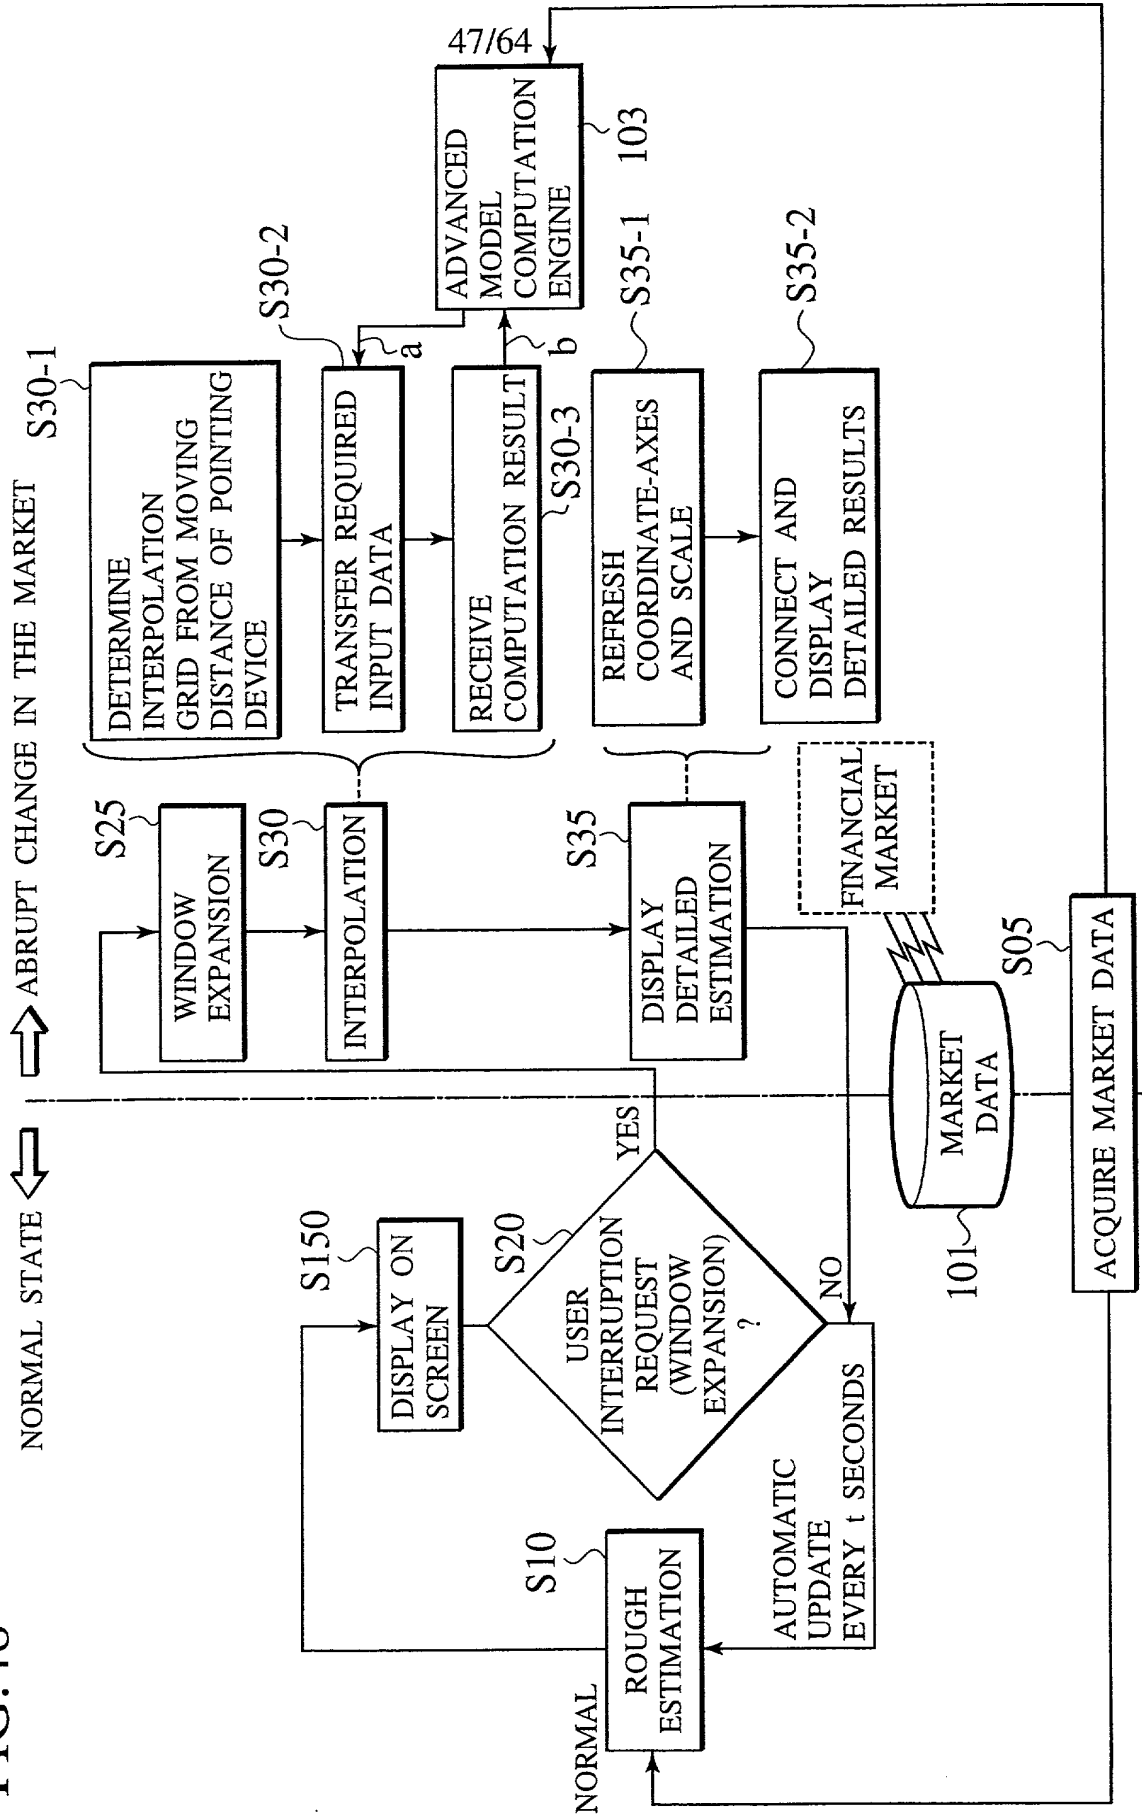 NORMAL STATE
ABRUPT CHANGE IN THE MARKET
S150
DISPLAY ON
SCREEN
S20
USER
INTERRUPTION
REQUEST
(WINDOW
EXPANSION)
?
YES
NO
NORMAL
S10
ROUGH
ESTIMATION
AUTOMATIC
UPDATE
EVERY t SECONDS
S25
WINDOW
EXPANSION
S30
INTERPOLATION
S35
DISPLAY
DETAILED
ESTIMATION
S30-1
DETERMINE
INTERPOLATION
GRID FROM MOVING
DISTANCE OF POINTING
DEVICE
S30-2
TRANSFER REQUIRED
INPUT DATA
RECEIVE
COMPUTATION RESULT
S30-3
a
b
47/64
ADVANCED
MODEL
COMPUTATION
ENGINE
103
S35-1
REFRESH
COORDINATE-AXES
AND SCALE
S35-2
CONNECT AND
DISPLAY
DETAILED RESULTS
FINANCIAL
MARKET
MARKET
DATA
101
S05
ACQUIRE MARKET DATA